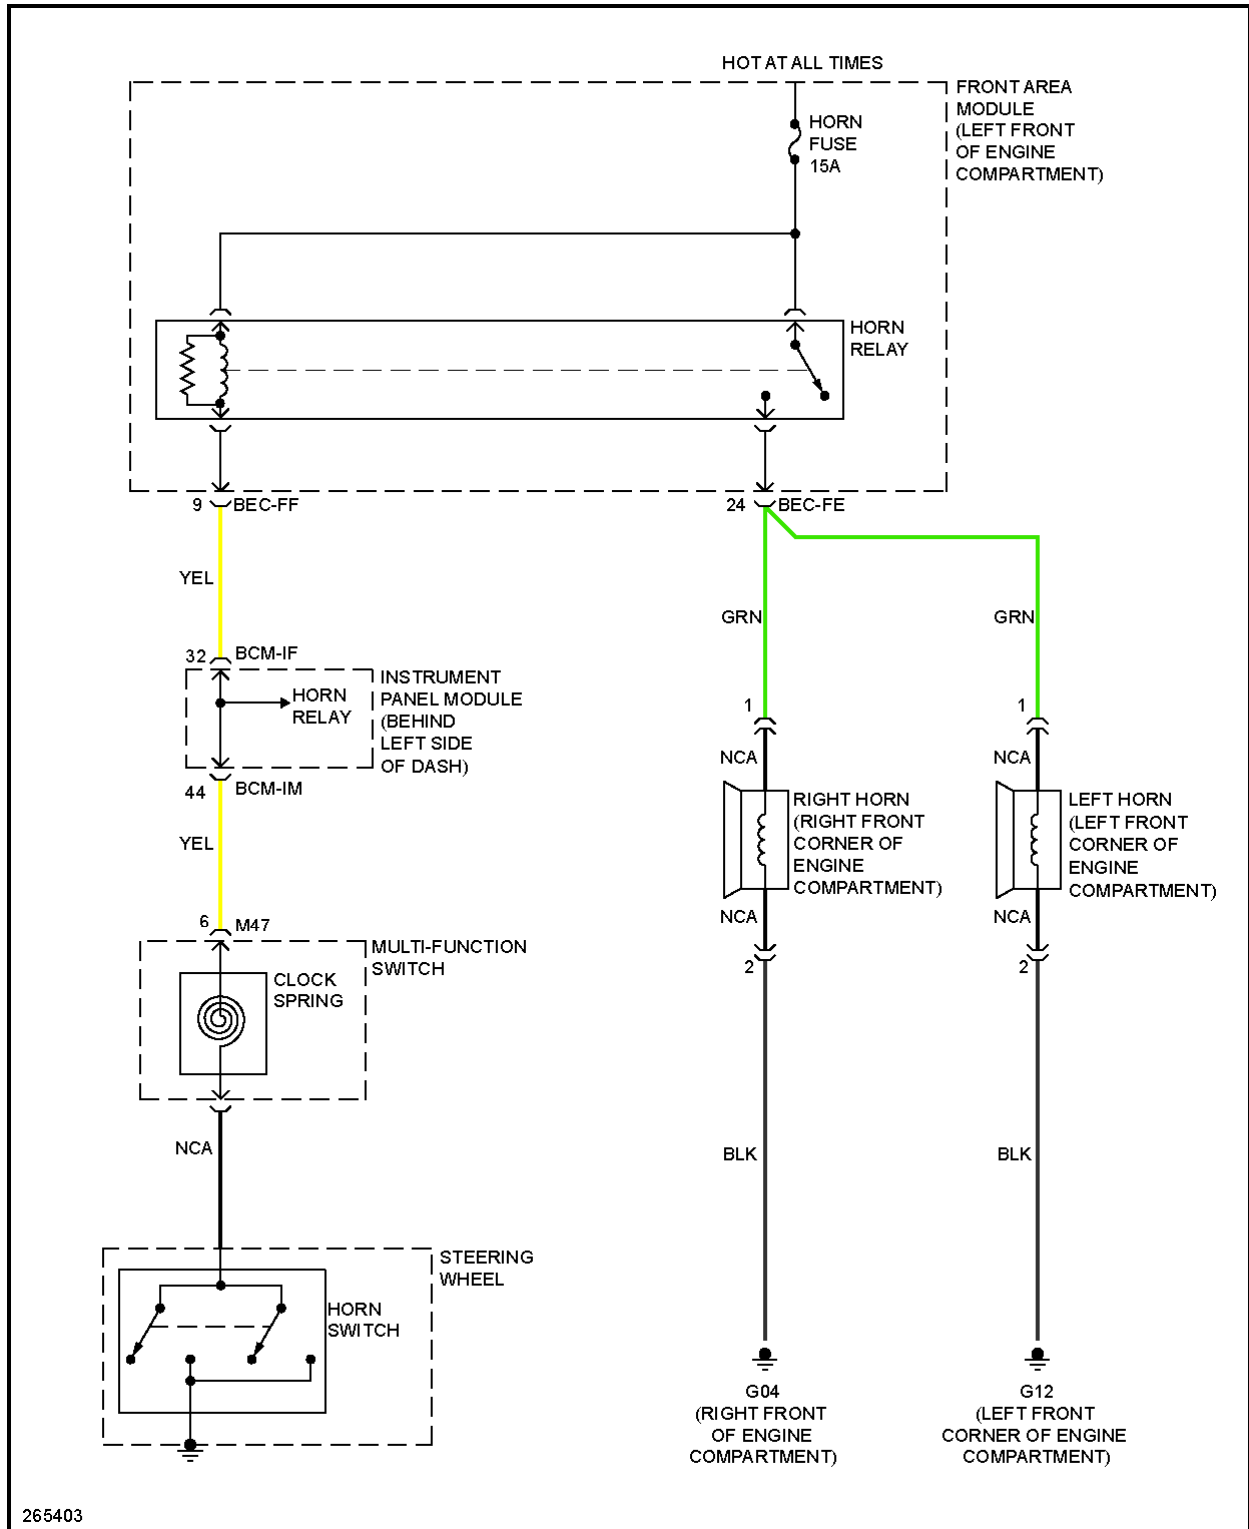 HOT AT ALL TIMES
FRONT AREA
MODULE
(LEFT FRONT
OF ENGINE
COMPARTMENT)
HORN
FUSE
15A
HORN
RELAY
9
BEC-FF
24
BEC-FE
YEL
GRN
GRN
32
BCM-IF
HORN
RELAY
INSTRUMENT
PANEL MODULE
(BEHIND
LEFT SIDE
OF DASH)
44
BCM-IM
YEL
1
1
NCA
NCA
RIGHT HORN
(RIGHT FRONT
CORNER OF
ENGINE
COMPARTMENT)
LEFT HORN
(LEFT FRONT
CORNER OF
ENGINE
COMPARTMENT)
NCA
NCA
2
2
6
M47
MULTI-FUNCTION
SWITCH
CLOCK
SPRING
NCA
BLK
BLK
STEERING
WHEEL
HORN
SWITCH
G04
(RIGHT FRONT
OF ENGINE
COMPARTMENT)
G12
(LEFT FRONT
CORNER OF ENGINE
COMPARTMENT)
265403